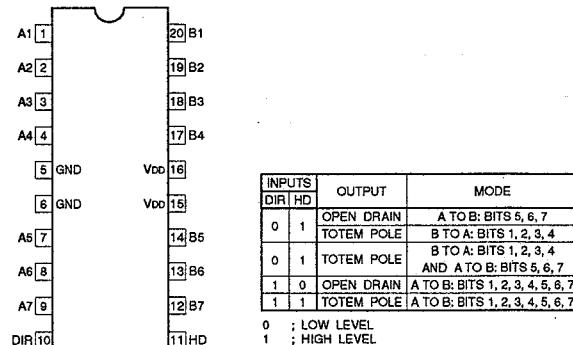 A1 1 20 B1
A2 2 19 B2
A3 3 18 B3
A4 4 17 B4
5 GND VDD 16
6 GND VDD 15
A5 7 14 B5
A6 8 13 B6
A7 9 12 B7
DIR 10 11 HD
INPUTS OUTPUT MODE
DIR HD
0 1 OPEN DRAIN A TO B: BITS 5, 6, 7
TOTEM POLE B TO A: BITS 1, 2, 3, 4
0 1 TOTEM POLE B TO A: BITS 1, 2, 3, 4
AND A TO B: BITS 5, 6, 7
1 0 OPEN DRAIN A TO B: BITS 1, 2, 3, 4, 5, 6, 7
1 1 TOTEM POLE A TO B: BITS 1, 2, 3, 4, 5, 6, 7
0 ; LOW LEVEL
1 ; HIGH LEVEL